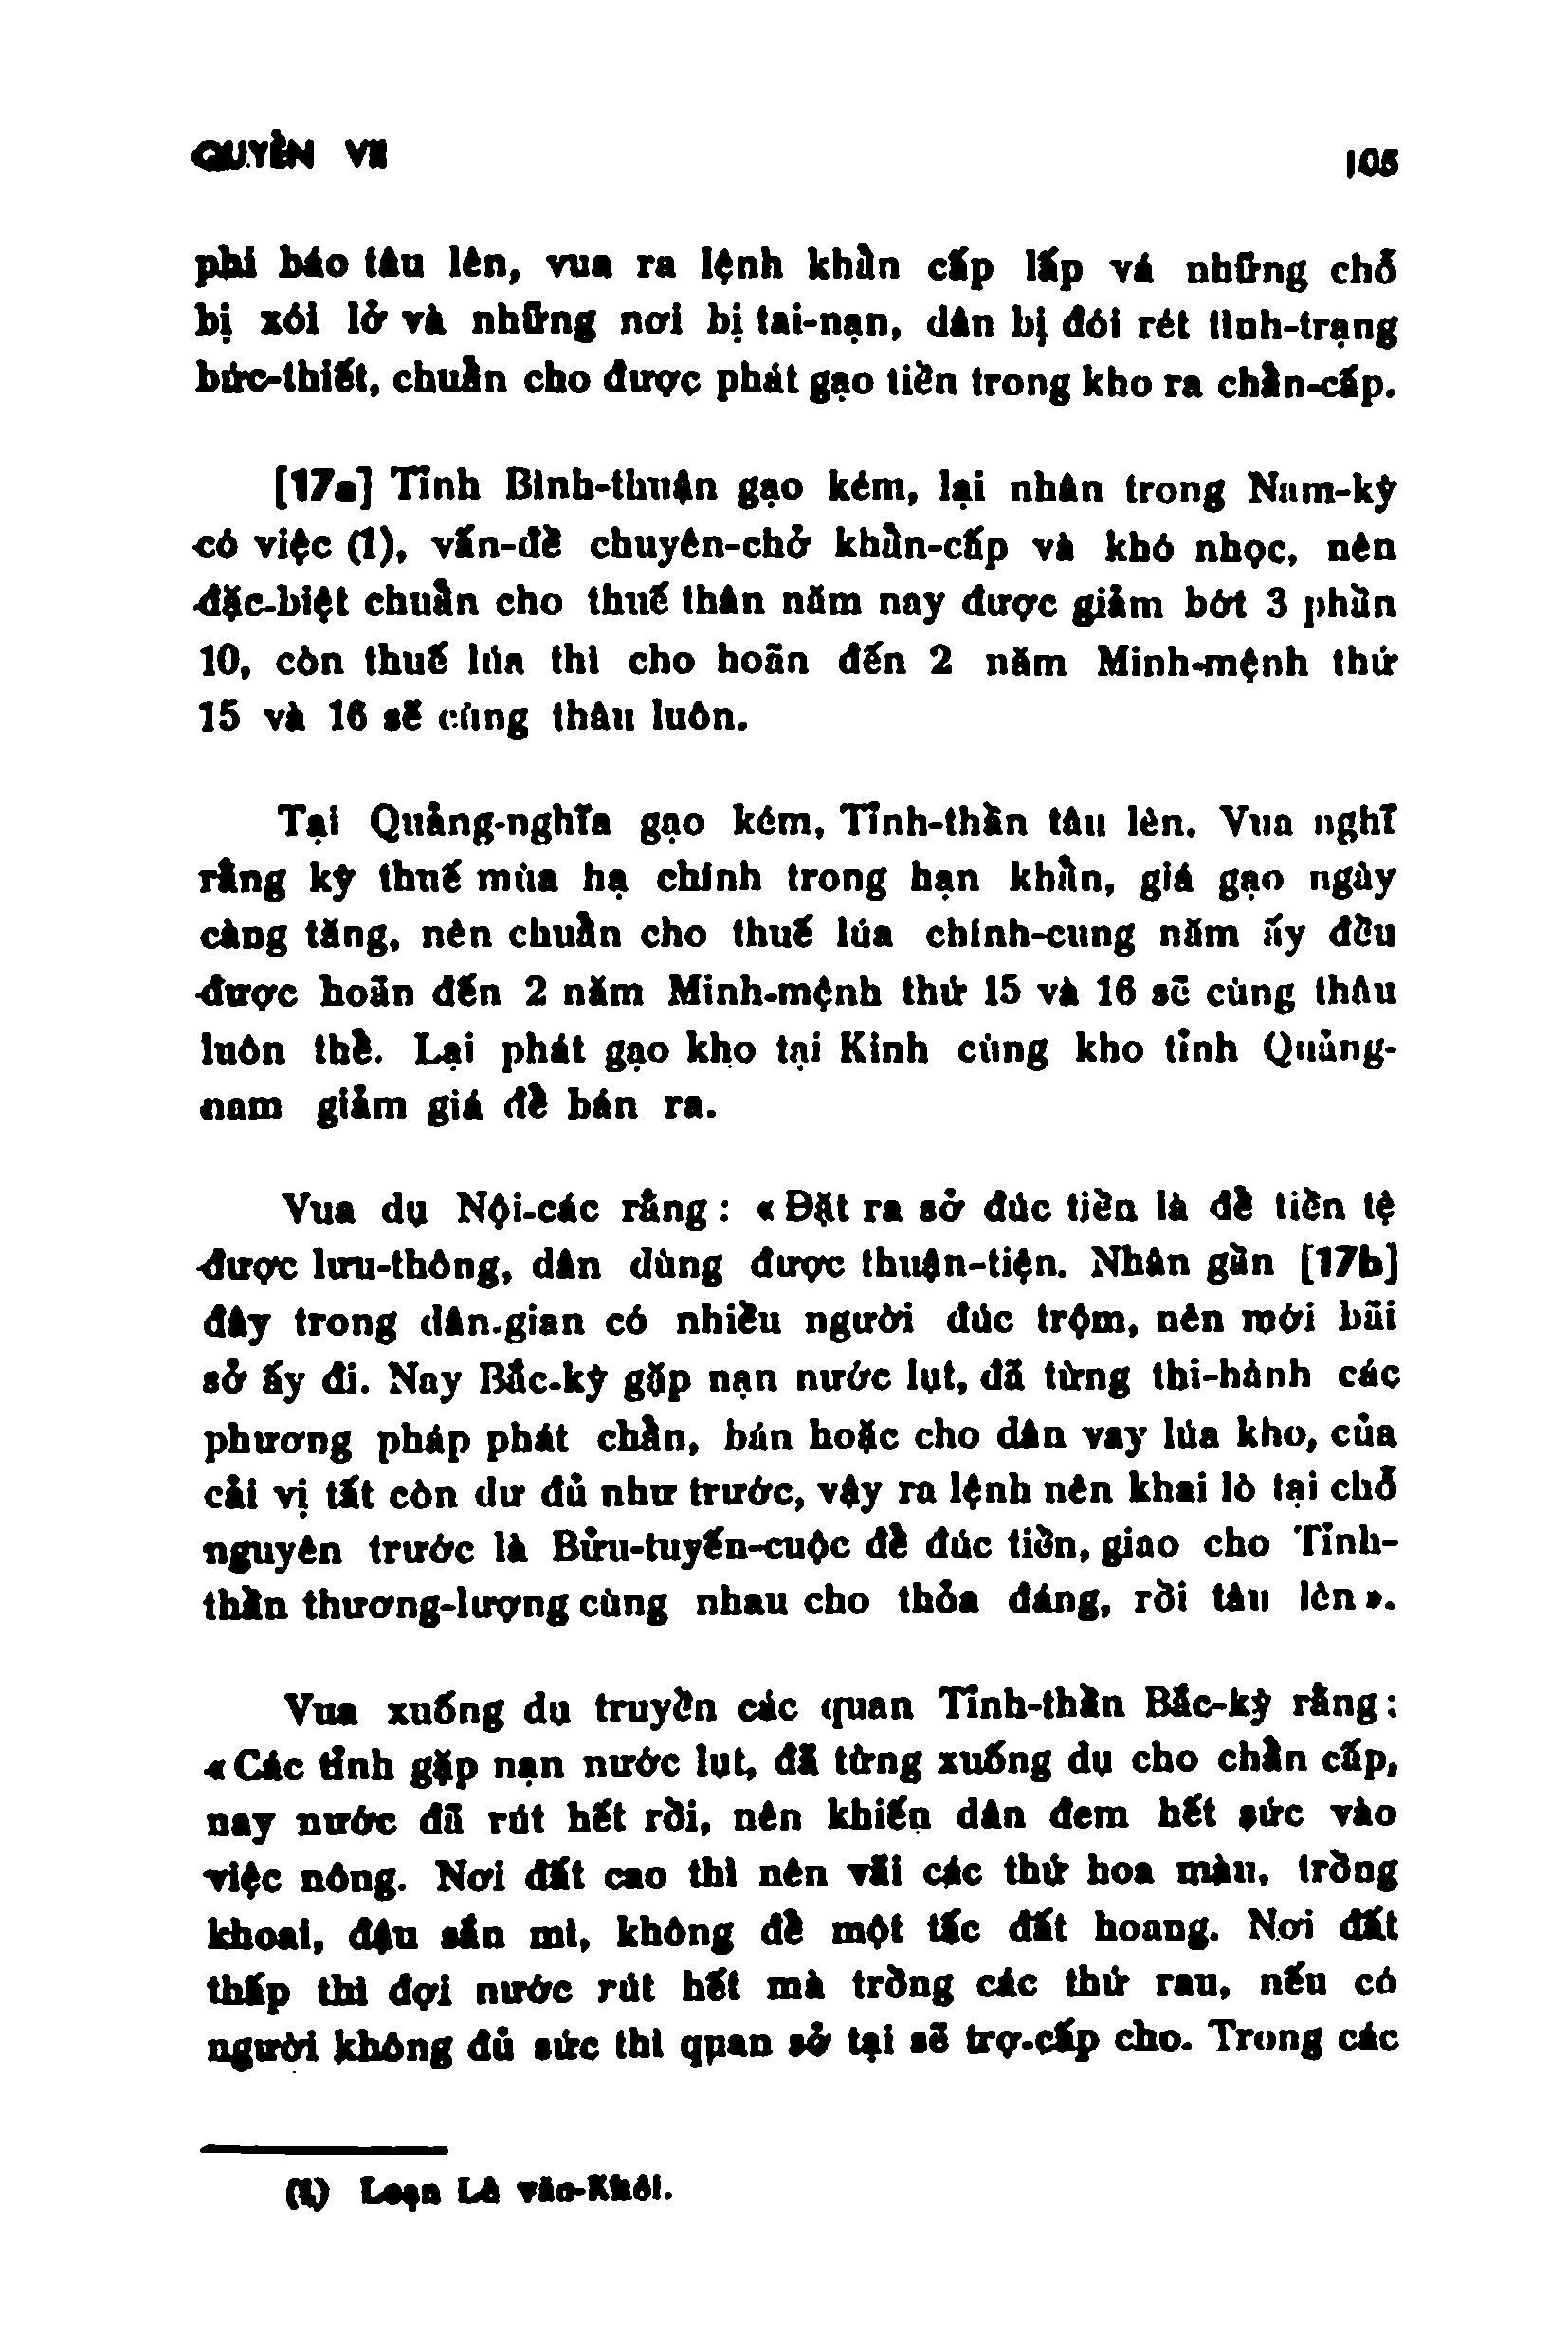 QUYỂN VII 105
phi báo tâu lên, vua ra lệnh khẩn cấp lấp vá những chỗ
bị xói lở và những nơi bị tai-nạn, dân bị đói rét tình-trạng
bức-thiết, chuẩn cho được phát gạo tiền trong kho ra chẩn-cấp.
[17a] Tỉnh Bình-thuận gạo kém, lại nhân trong Nam-kỳ
có việc (1), vấn-đề chuyên-chở khẩn-cấp và khó nhọc, nên
đặc-biệt chuẩn cho thuế thân năm nay được giảm bớt 3 phần
10, còn thuế lúa thì cho hoãn đến 2 năm Minh-mệnh thứ
15 và 16 sẽ cùng thâu luôn.
Tại Quảng-nghĩa gạo kém, Tỉnh-thần tâu lên. Vua nghĩ
rằng kỳ thuế mùa hạ chính trong hạn khẩn, giá gạo ngày
càng tăng, nên chuẩn cho thuế lúa chính-cung năm ấy đều
được hoãn đến 2 năm Minh-mệnh thứ 15 và 16 sẽ cùng thâu
luôn thể. Lại phát gạo kho tại Kinh cùng kho tỉnh Quảng-
nam giảm giá để bán ra.
Vua dụ Nội-các rằng : « Đặt ra sở đúc tiền là để tiền tệ
được lưu-thông, dân dùng được thuận-tiện. Nhân gần [17b]
đây trong dân-gian có nhiều người đúc trộm, nên mới bãi
sở ấy đi. Nay Bắc-kỳ gặp nạn nước lụt, đã từng thi-hành các
phương pháp phát chẩn, bán hoặc cho dân vay lúa kho, của
cải vị tất còn dư đủ như trước, vậy ra lệnh nên khai lò tại chỗ
nguyên trước là Bửu-tuyền-cuộc để đúc tiền, giao cho Tỉnh-
thần thương-lượng cùng nhau cho thỏa đáng, rồi tâu lên ».
Vua xuống dụ truyền các quan Tỉnh-thần Bắc-kỳ rằng :
« Các tỉnh gặp nạn nước lụt, đã từng xuống dụ cho chẩn cấp,
nay nước đã rút hết rồi, nên khiến dân đem hết sức vào
việc nông. Nơi đất cao thì nên vãi các thứ hoa màu, trồng
khoai, đậu sắn mì, không để một tấc đất hoang. Nơi đất
thấp thì đợi nước rút hết mà trồng các thứ rau, nếu có
người không đủ sức thì quan sở tại sẽ trợ-cấp cho. Trong các
(1) Loạn Lê văn-Khôi.